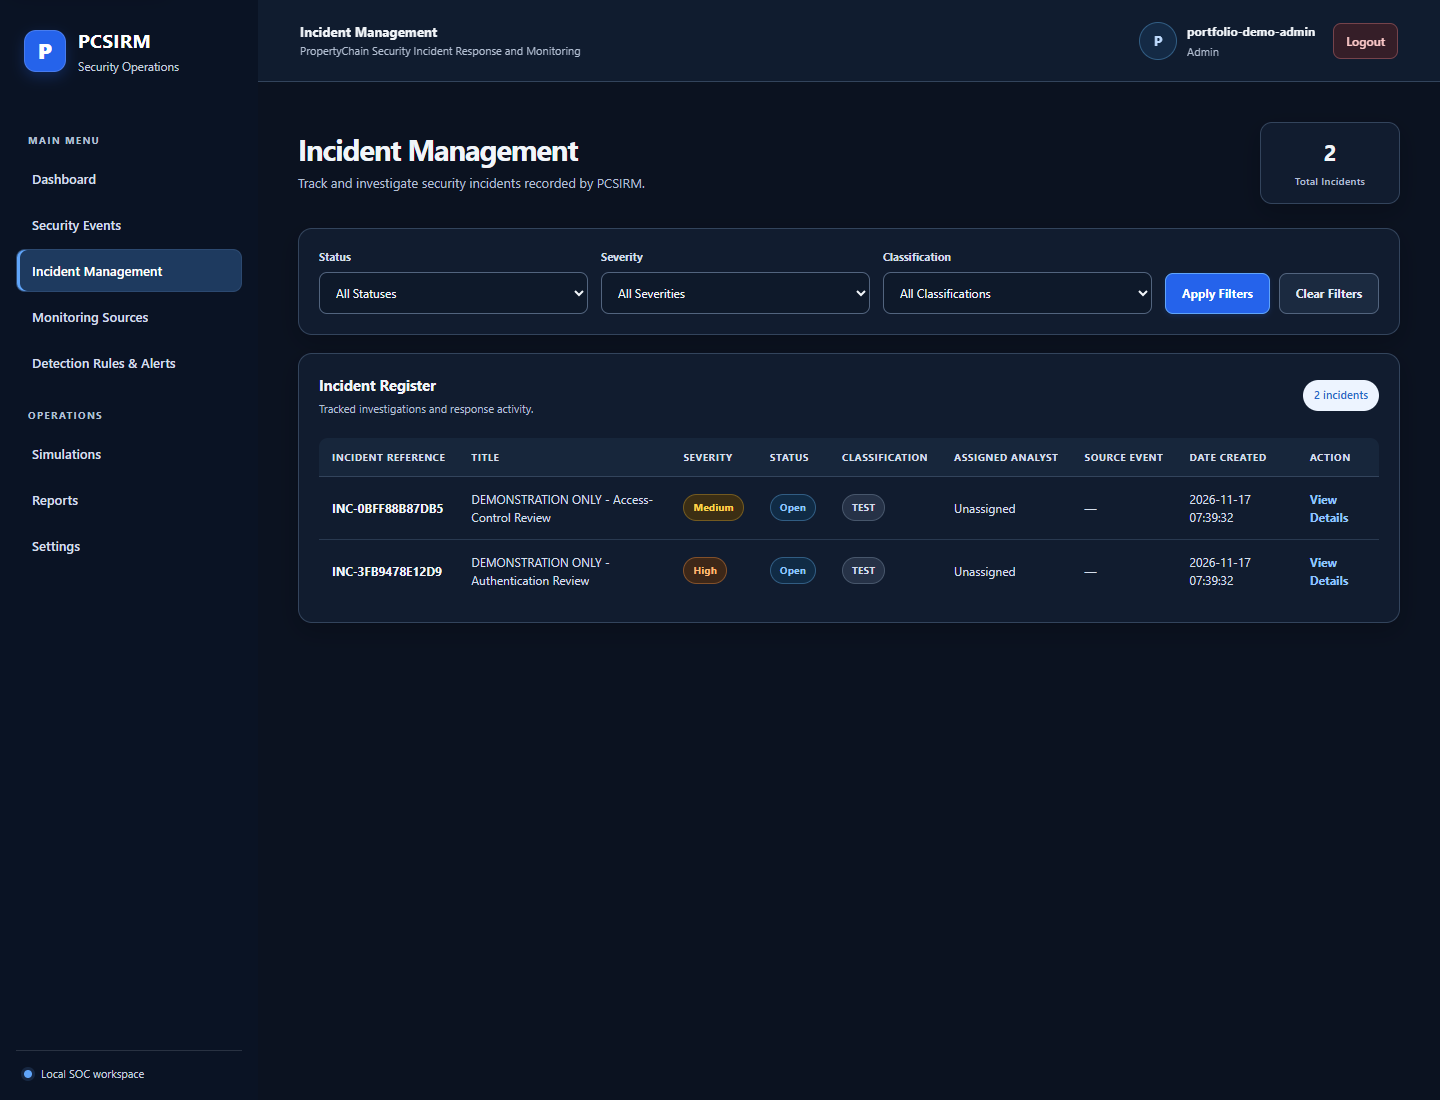 P
PCSIRM
Security Operations
MAIN MENU
Dashboard
Security Events
Incident Management
Monitoring Sources
Detection Rules & Alerts
OPERATIONS
Simulations
Reports
Settings
Local SOC workspace
Incident Management
PropertyChain Security Incident Response and Monitoring
P
portfolio-demo-admin
Admin
Logout
Incident Management
Track and investigate security incidents recorded by PCSIRM.
2
Total Incidents
Status
Severity
Classification
All Statuses
All Severities
All Classifications
Apply Filters
Clear Filters
Incident Register
Tracked investigations and response activity.
2 incidents
INCIDENT REFERENCE TITLE SEVERITY STATUS CLASSIFICATION ASSIGNED ANALYST SOURCE EVENT DATE CREATED ACTION
INC-0BFF88B87DB5
DEMONSTRATION ONLY - Access-
Control Review
Medium
Open
TEST
Unassigned
—
2026-11-17
07:39:32
View
Details
INC-3FB9478E12D9
DEMONSTRATION ONLY -
Authentication Review
High
Open
TEST
Unassigned
—
2026-11-17
07:39:32
View
Details